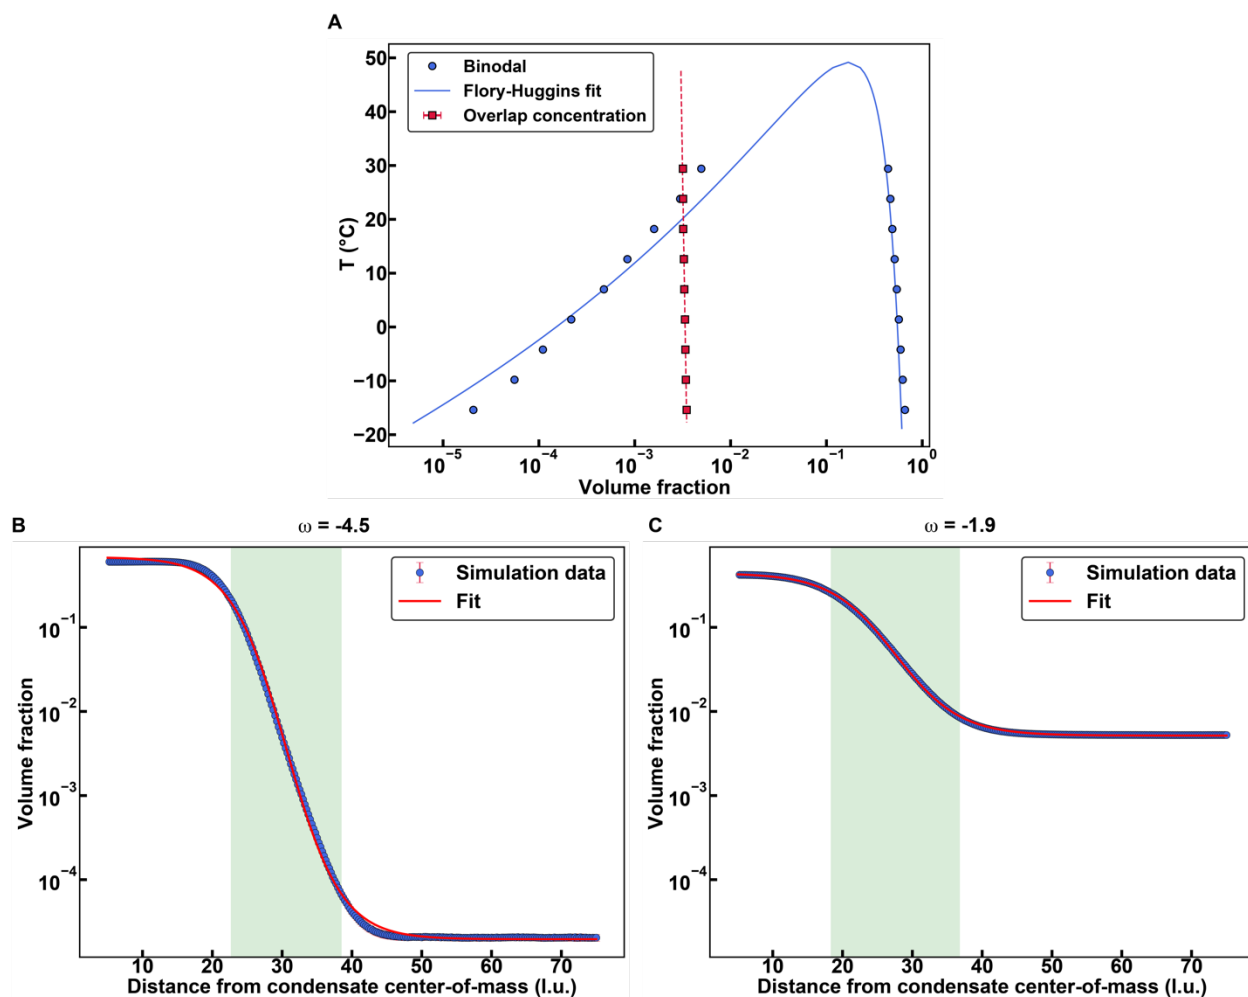 A
Binodal
Flory-Huggins fit
Overlap concentration
50
40
30
20
10
0
−10
−20
T (°C)
10⁻⁵ 10⁻⁴ 10⁻³ 10⁻² 10⁻¹ 10⁰
Volume fraction
B
ω = -4.5
Simulation data
Fit
10⁻¹
10⁻²
10⁻³
10⁻⁴
Volume fraction
10 20 30 40 50 60 70
Distance from condensate center-of-mass (l.u.)
C
ω = -1.9
Simulation data
Fit
10⁻¹
10⁻²
10⁻³
10⁻⁴
Volume fraction
10 20 30 40 50 60 70
Distance from condensate center-of-mass (l.u.)